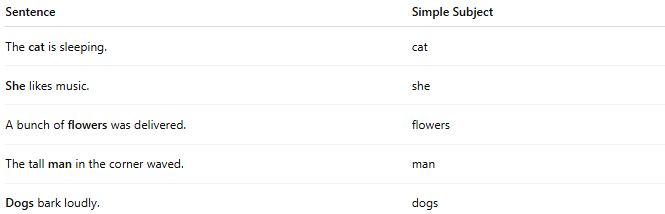 Sentence Simple Subject
The cat is sleeping. cat
She likes music. she
A bunch of flowers was delivered. flowers
The tall man in the corner waved. man
Dogs bark loudly. dogs